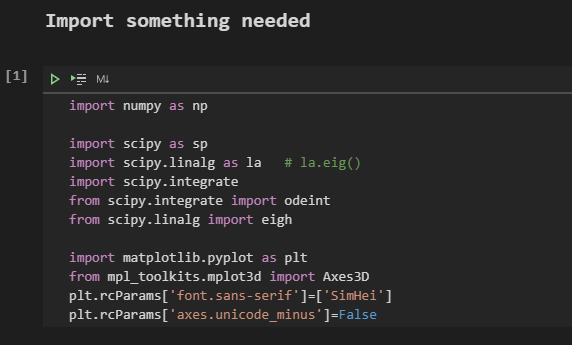 Import something needed
[1]
M↓
import numpy as np
import scipy as sp
import scipy.linalg as la   # la.eig()
import scipy.integrate
from scipy.integrate import odeint
from scipy.linalg import eigh
import matplotlib.pyplot as plt
from mpl_toolkits.mplot3d import Axes3D
plt.rcParams['font.sans-serif']=['SimHei']
plt.rcParams['axes.unicode_minus']=False